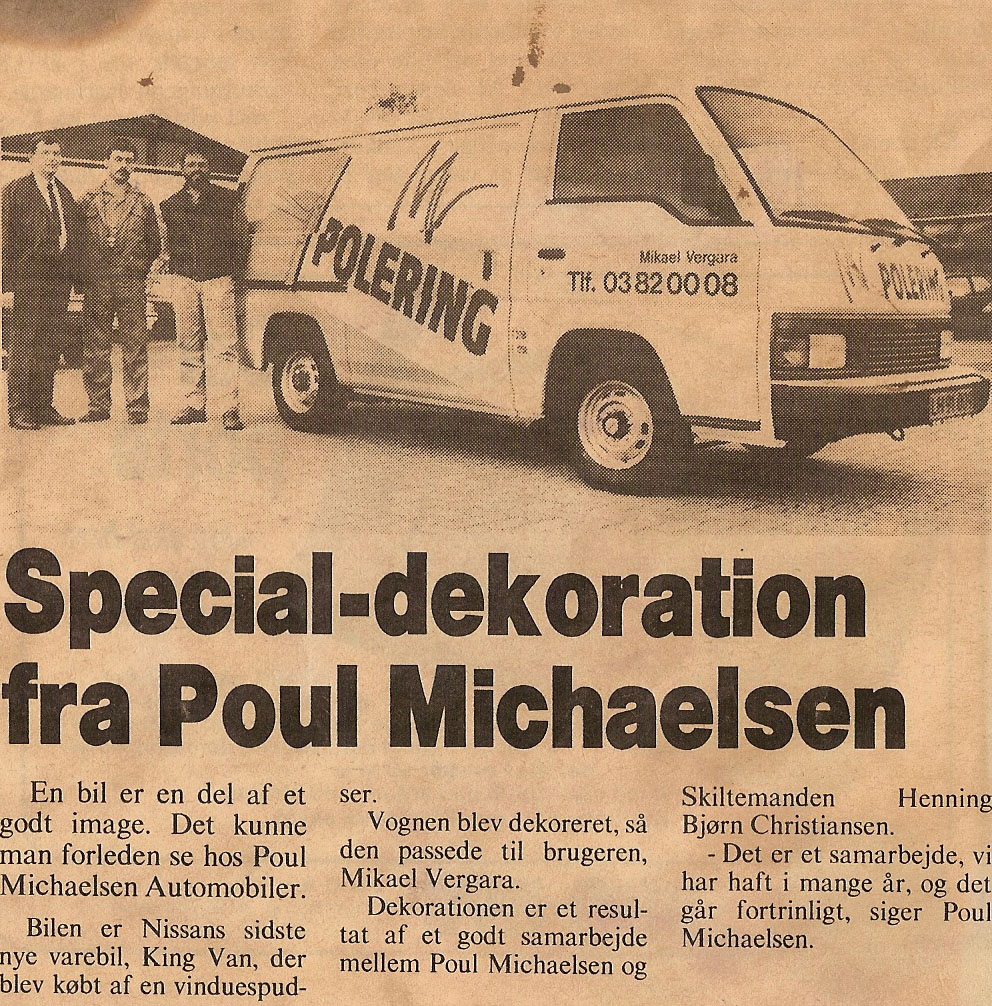 POLERING
Mikael Vergara
Tlf. 03 82 00 08
POLERING
Special-dekoration
fra Poul Michaelsen
En bil er en del af et
godt image. Det kunne
man forleden se hos Poul
Michaelsen Automobiler.
Bilen er Nissans sidste
nye varebil, King Van, der
blev købt af en vinduespud-
ser.
Vognen blev dekoreret, så
den passede til brugeren,
Mikael Vergara.
Dekorationen er et resul-
tat af et godt samarbejde
mellem Poul Michaelsen og
Skiltemanden Henning
Bjørn Christiansen.
- Det er et samarbejde, vi
har haft i mange år, og det
går fortrinligt, siger Poul
Michaelsen.